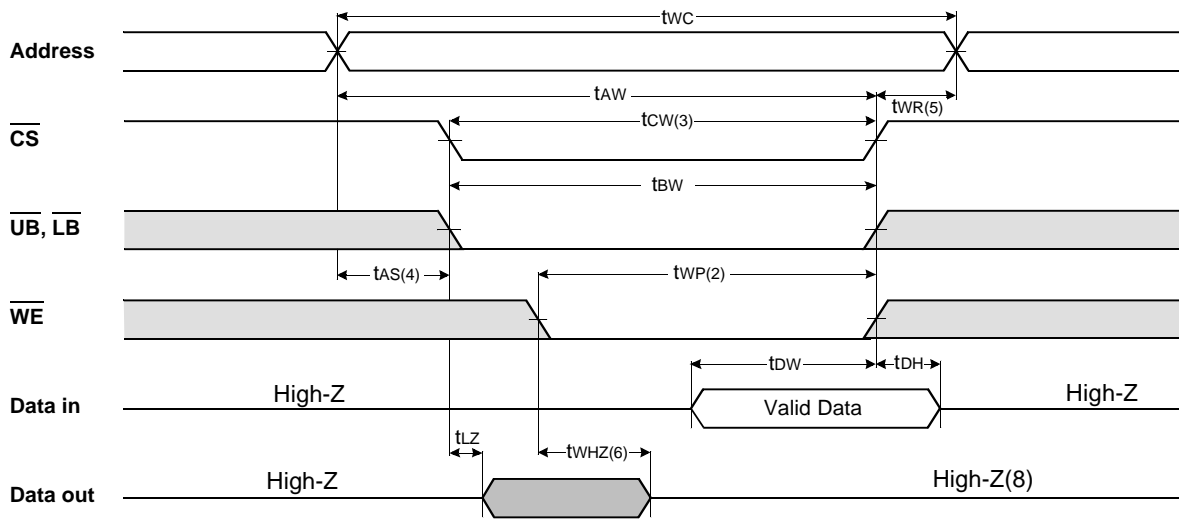 tWC
Address
tAW
tWR(5)
CS
tCW(3)
tBW
UB, LB
tAS(4)
tWP(2)
WE
tDW
tDH
Data in
High-Z
Valid Data
High-Z
tLZ
tWHZ(6)
Data out
High-Z
High-Z(8)